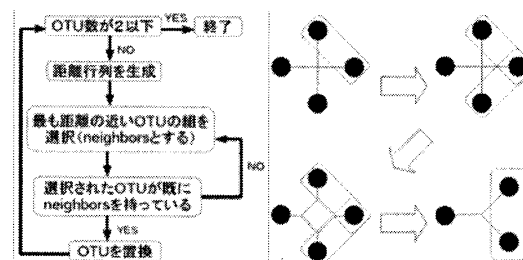 OTU数が2以下
YES
終了
NO
距離行列を生成
最も距離の近いOTUの組を
選択(neighborsとする)
NO
選択されたOTUが既に
neighborsを持っている
YES
OTUを置換